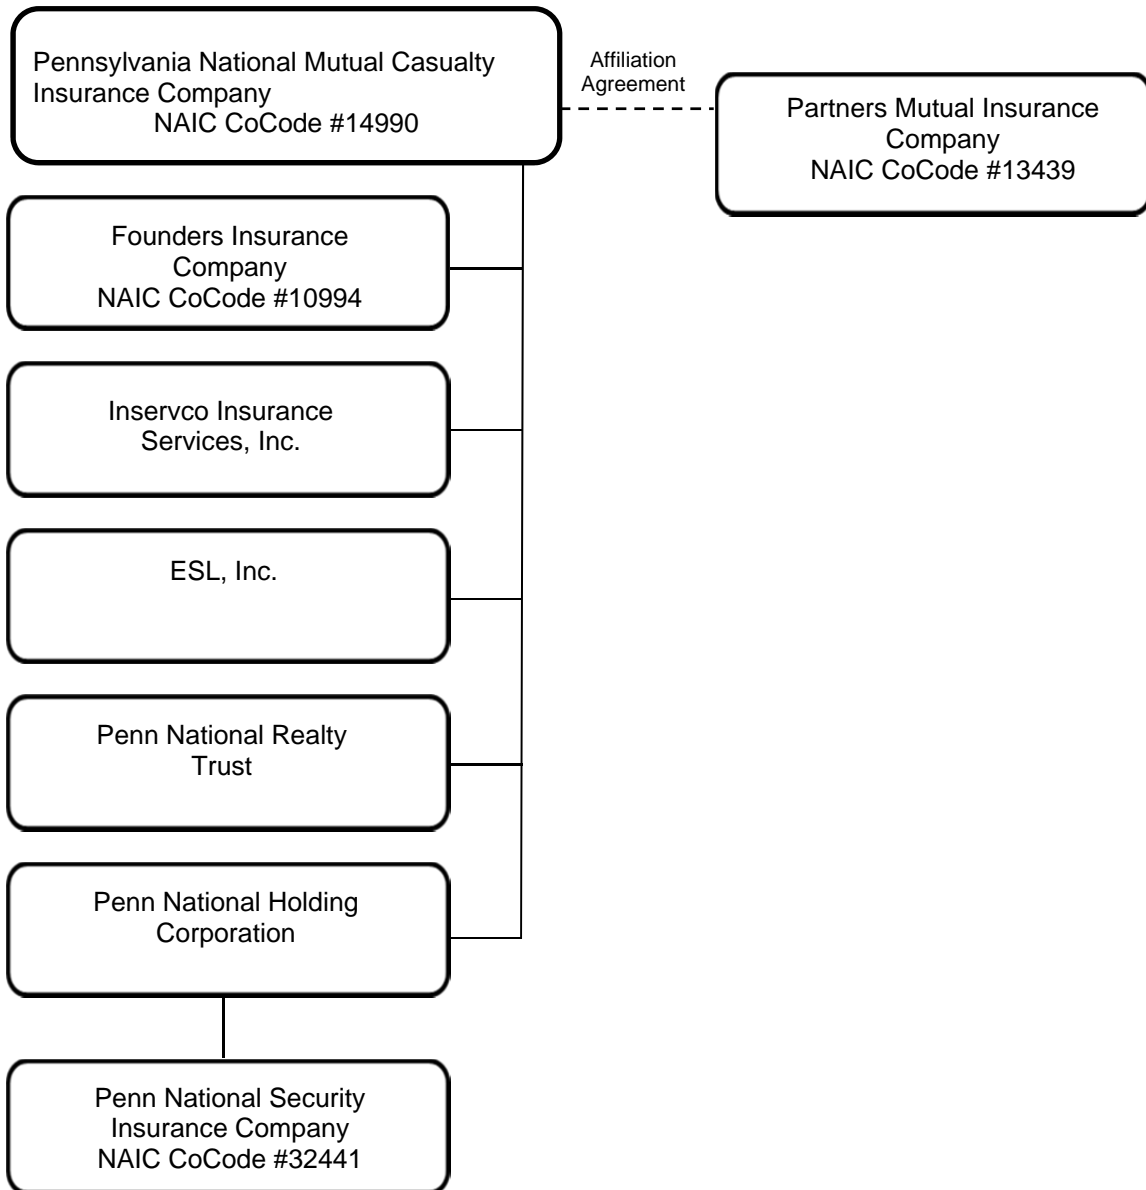 Pennsylvania National Mutual Casualty
Insurance Company
NAIC CoCode #14990
Affiliation
Agreement
Partners Mutual Insurance
Company
NAIC CoCode #13439
Founders Insurance
Company
NAIC CoCode #10994
Inservco Insurance
Services, Inc.
ESL, Inc.
Penn National Realty
Trust
Penn National Holding
Corporation
Penn National Security
Insurance Company
NAIC CoCode #32441